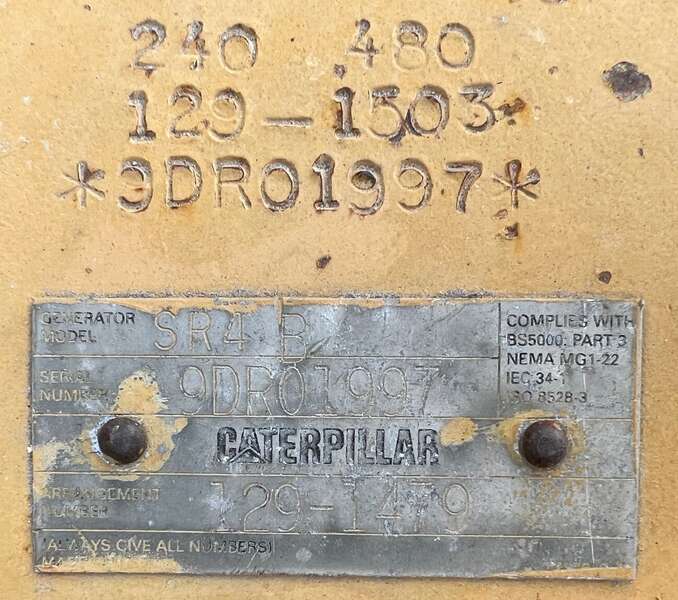 240 480
129-1503
*9DR01997*
GENERATOR MODEL SR4 B
COMPLIES WITH
BS5000: PART 3
NEMA MG1-22
IEC 34-1
ISO 8528-3
SERIAL NUMBER 9DR01997
CATERPILLAR
ARRANGEMENT NUMBER 129-1479
(ALWAYS GIVE ALL NUMBERS)